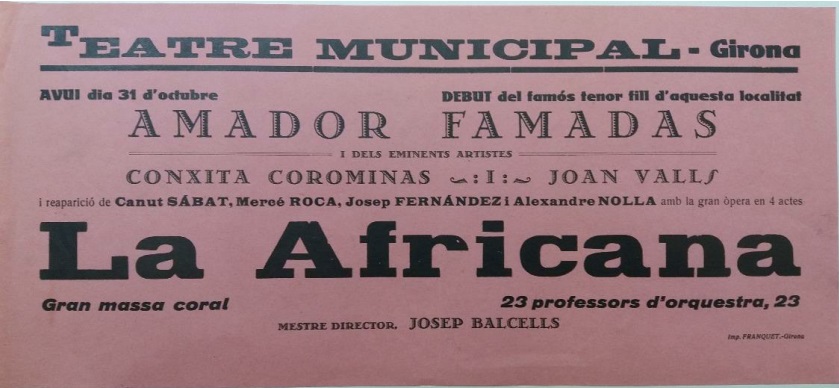 TEATRE MUNICIPAL - Girona
AVUI dia 31 d'octubre DEBUT del famós tenor fill d'aquesta localitat
AMADOR FAMADAS
I DELS EMINENTS ARTISTES
CONXITA COROMINAS :I: JOAN VALLS
i reaparició de Canut SÁBAT, Mercé ROCA, Josep FERNÁNDEZ i Alexandre NOLLA amb la gran òpera en 4 actes
La Africana
Gran massa coral 23 professors d'orquestra, 23
MESTRE DIRECTOR, JOSEP BALCELLS
Imp. FRANQUET.-Girona